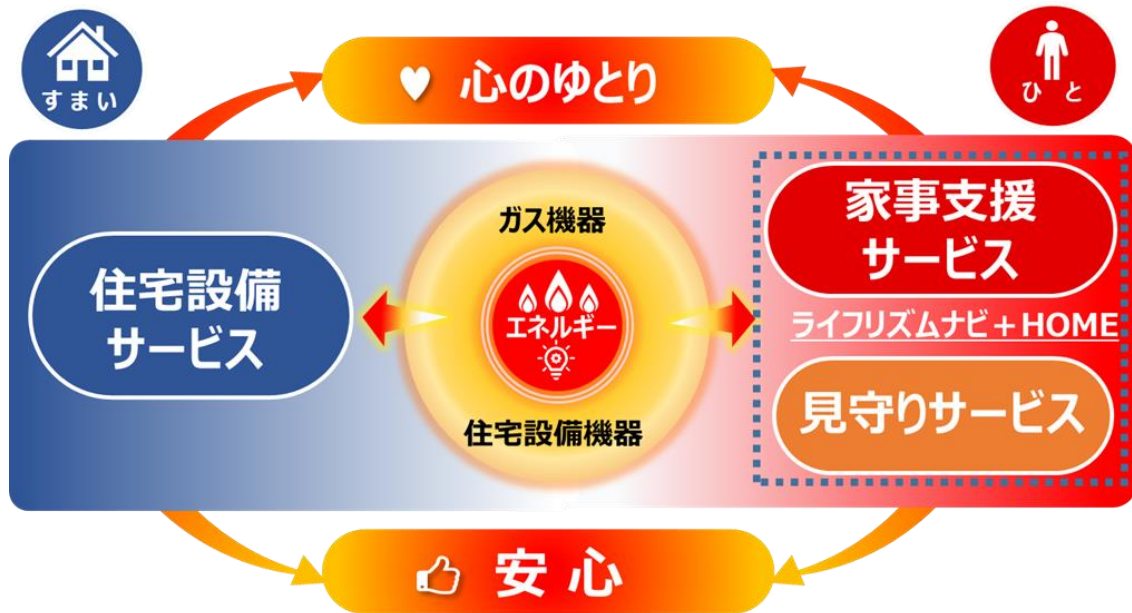 すまい
心のゆとり
ひと
ガス機器
エネルギー
住宅設備機器
住宅設備
サービス
家事支援
サービス
ライフリズムナビ+HOME
見守りサービス
安心